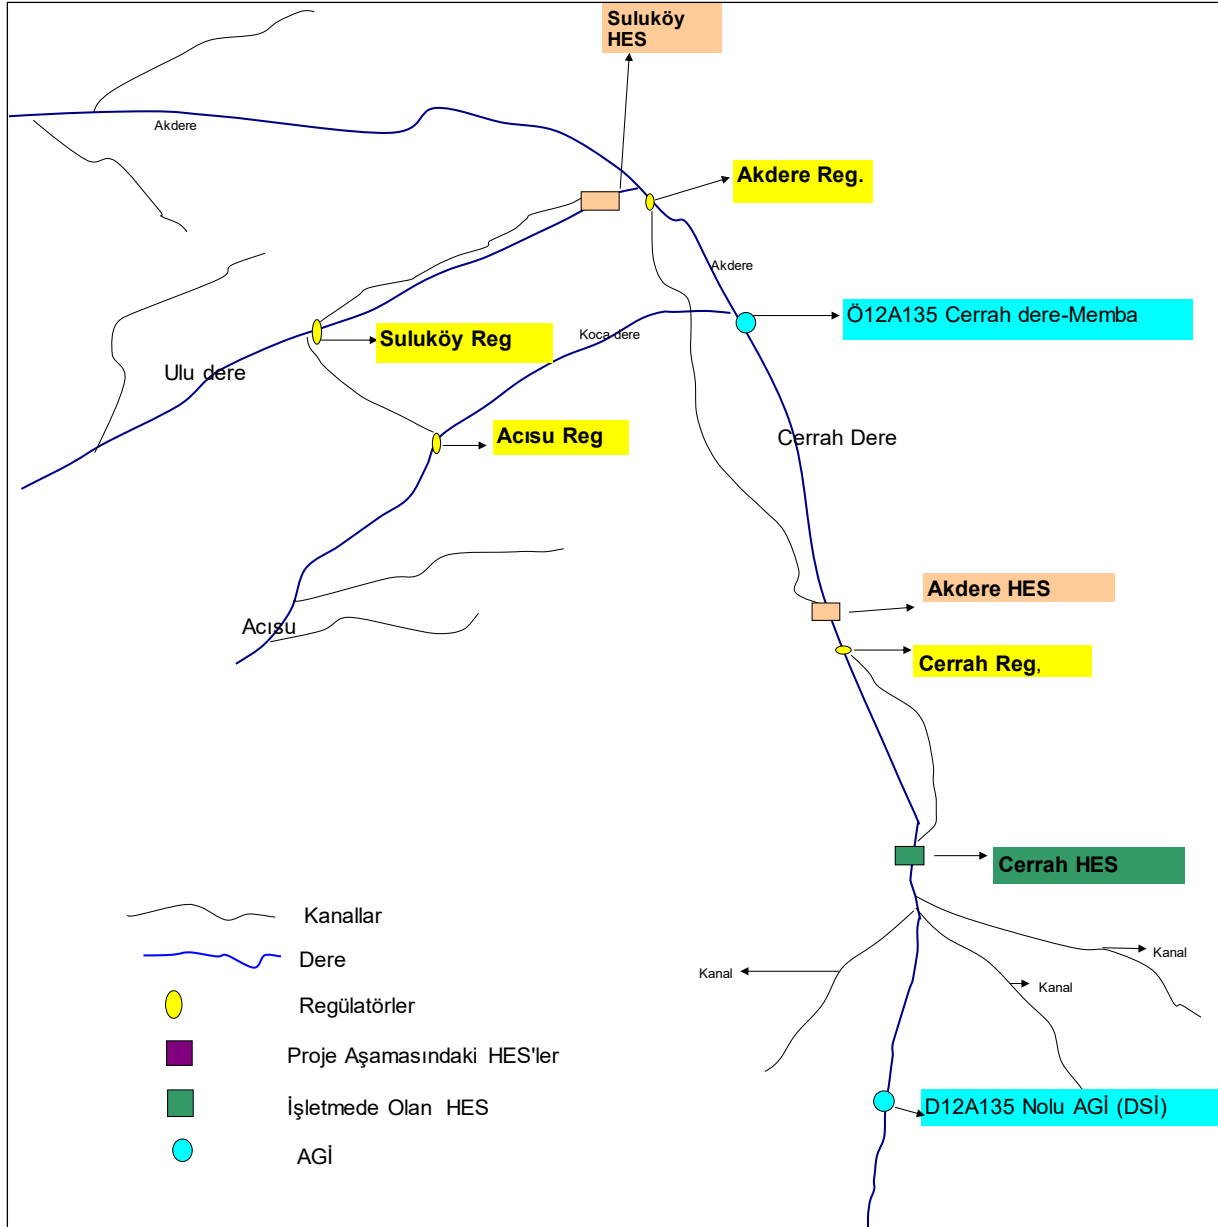 Suluköy
HES
Akdere
Akdere Reg.
Akdere
Ö12A135 Cerrah dere-Memba
Suluköy Reg
Koca dere
Ulu dere
Acısu Reg
Cerrah Dere
Akdere HES
Acısu
Cerrah Reg,
Cerrah HES
Kanallar
Kanal
Dere
Kanal
Kanal
Regülatörler
Proje Aşamasındaki HES'ler
İşletmede Olan HES
D12A135 Nolu AGİ (DSİ)
AGİ